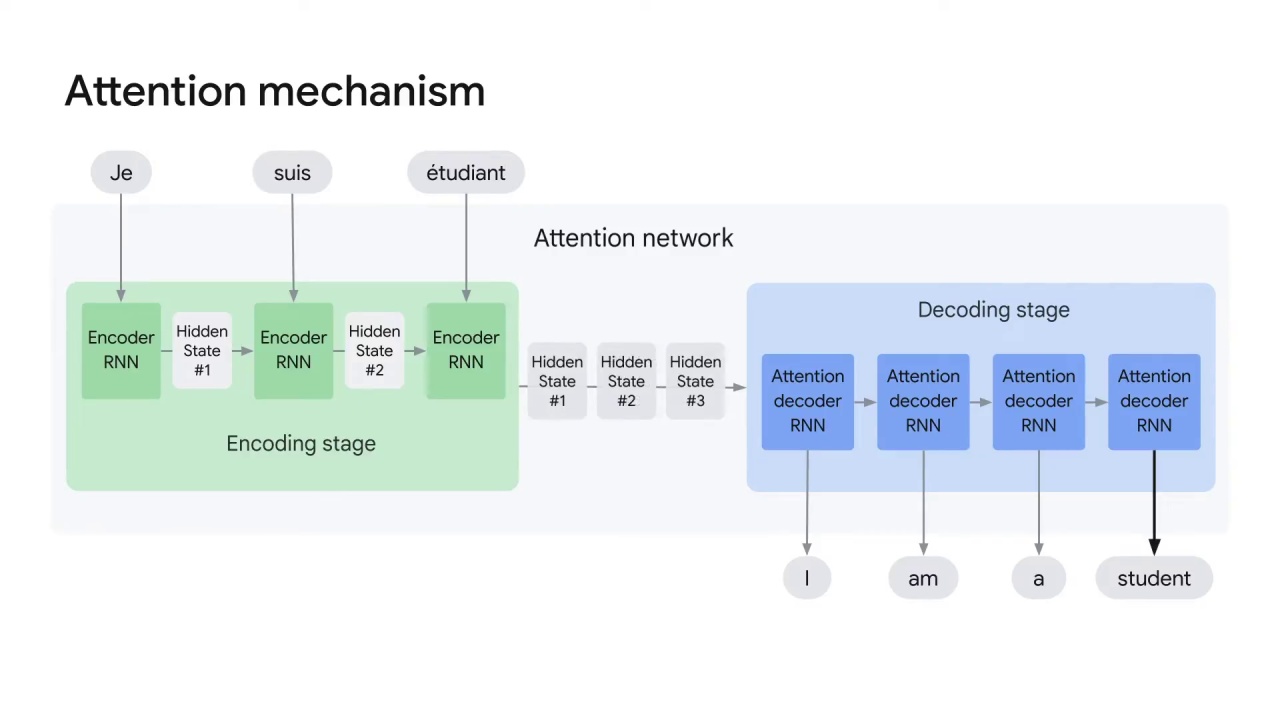 Attention mechanism
Je
suis
étudiant
Attention network
Encoder
RNN
Hidden
State
#1
Encoder
RNN
Hidden
State
#2
Encoder
RNN
Encoding stage
Hidden
State
#1
Hidden
State
#2
Hidden
State
#3
Decoding stage
Attention
decoder
RNN
Attention
decoder
RNN
Attention
decoder
RNN
Attention
decoder
RNN
I
am
a
student